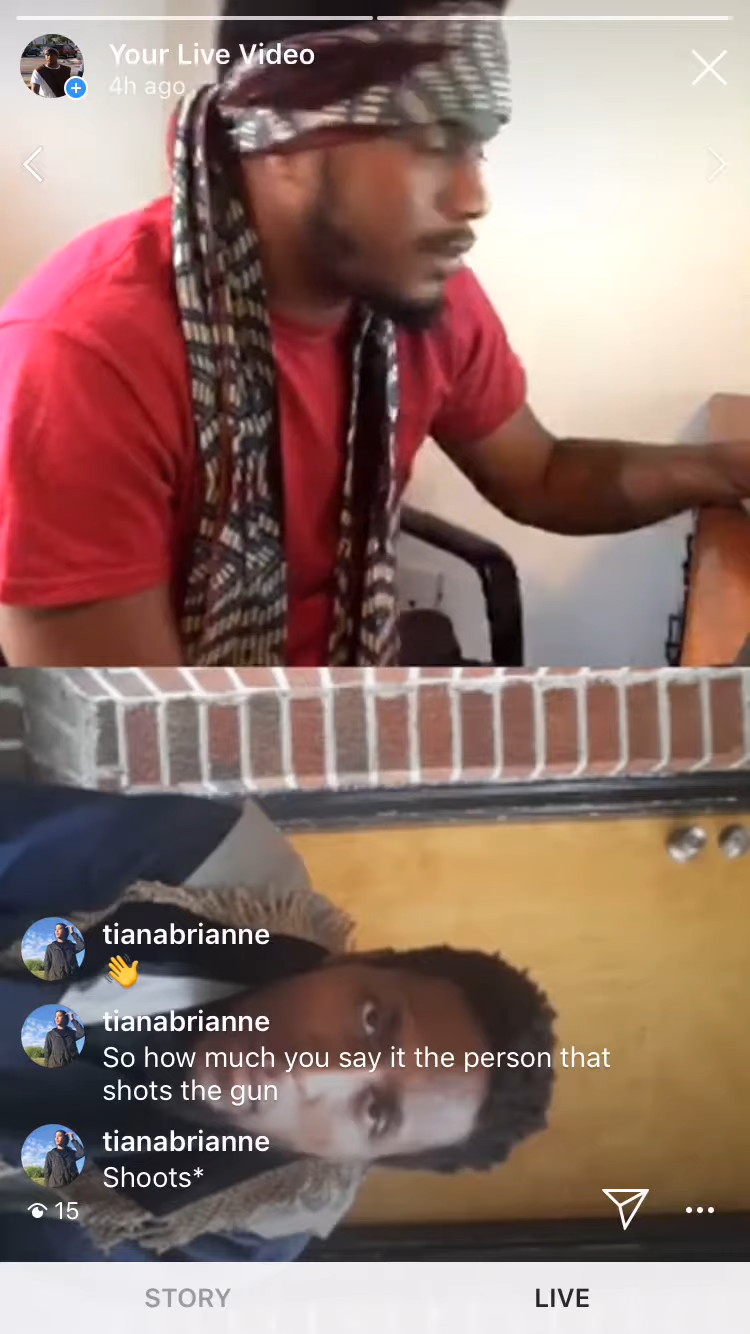 Your Live Video
4h ago
tianabrianne
👋
tianabrianne
So how much you say it the person that
shots the gun
tianabrianne
Shoots*
15
STORY
LIVE